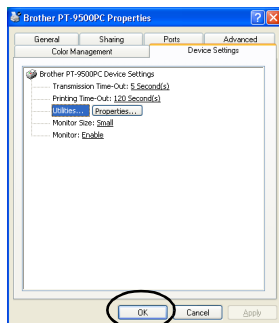 Brother PT-9500PC Properties
General Sharing Ports Advanced
Color Management Device Settings
Brother PT-9500PC Device Settings
Transmission Time-Out: 5 Second(s)
Printing Time-Out: 120 Second(s)
Utilities... Properties...
Monitor Size: Small
Monitor: Enable
OK Cancel Apply